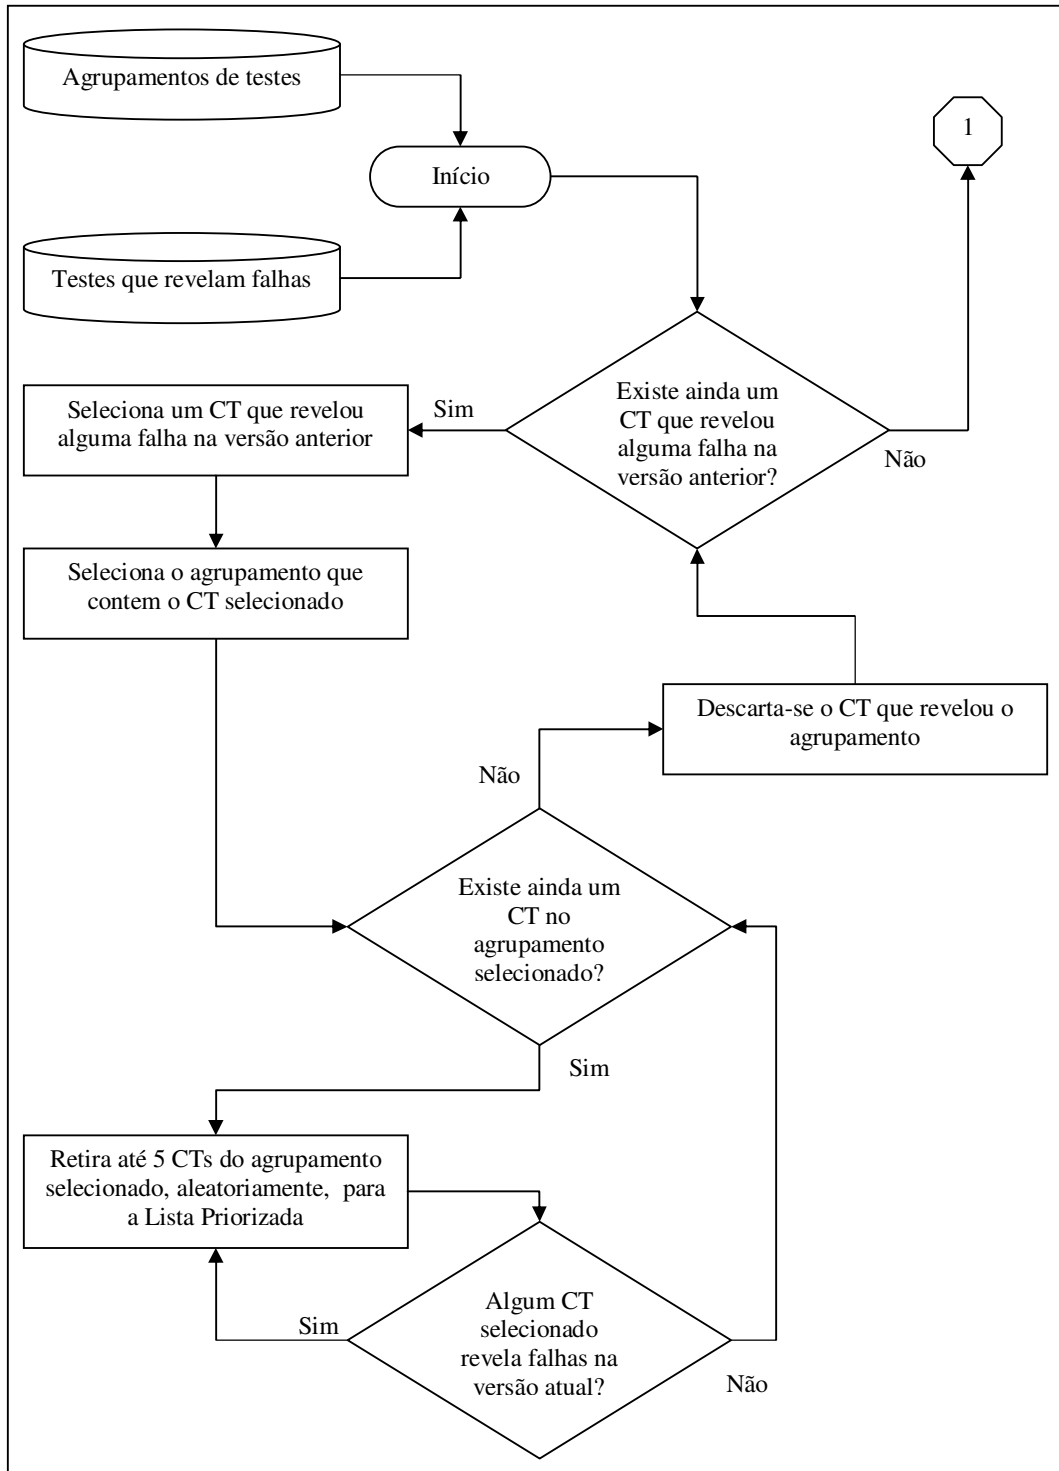 Agrupamentos de testes
1
Início
Testes que revelam falhas
Existe ainda um
CT que revelou
alguma falha na
versão anterior?
Sim
Não
Seleciona um CT que revelou
alguma falha na versão anterior
Seleciona o agrupamento que
contem o CT selecionado
Descarta-se o CT que revelou o
agrupamento
Não
Existe ainda um
CT no
agrupamento
selecionado?
Sim
Retira até 5 CTs do agrupamento
selecionado, aleatoriamente, para
a Lista Priorizada
Algum CT
selecionado
revela falhas na
versão atual?
Sim
Não